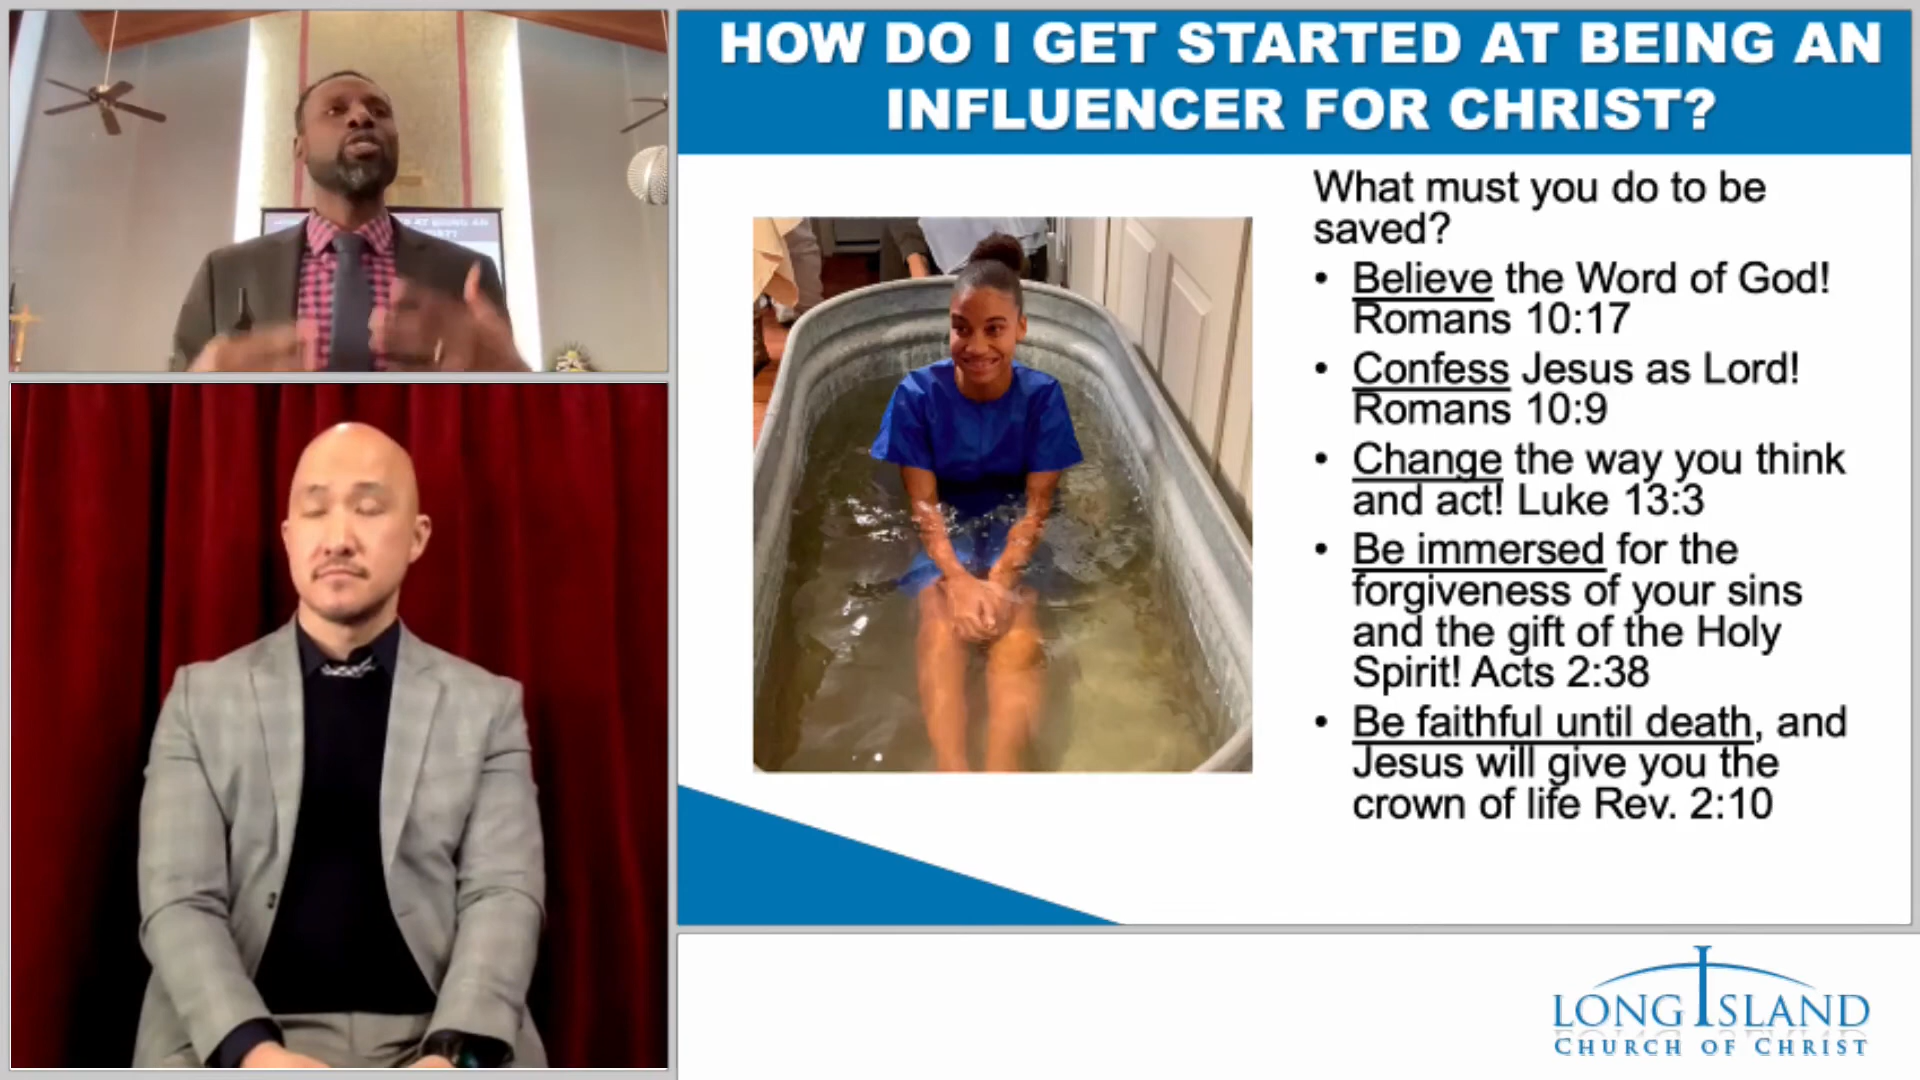 HOW DO I GET STARTED AT BEING AN
INFLUENCER FOR CHRIST?
What must you do to be
saved?
• Believe the Word of God!
Romans 10:17
• Confess Jesus as Lord!
Romans 10:9
• Change the way you think
and act! Luke 13:3
• Be immersed for the
forgiveness of your sins
and the gift of the Holy
Spirit! Acts 2:38
• Be faithful until death, and
Jesus will give you the
crown of life Rev. 2:10
LONG ISLAND
CHURCH OF CHRIST